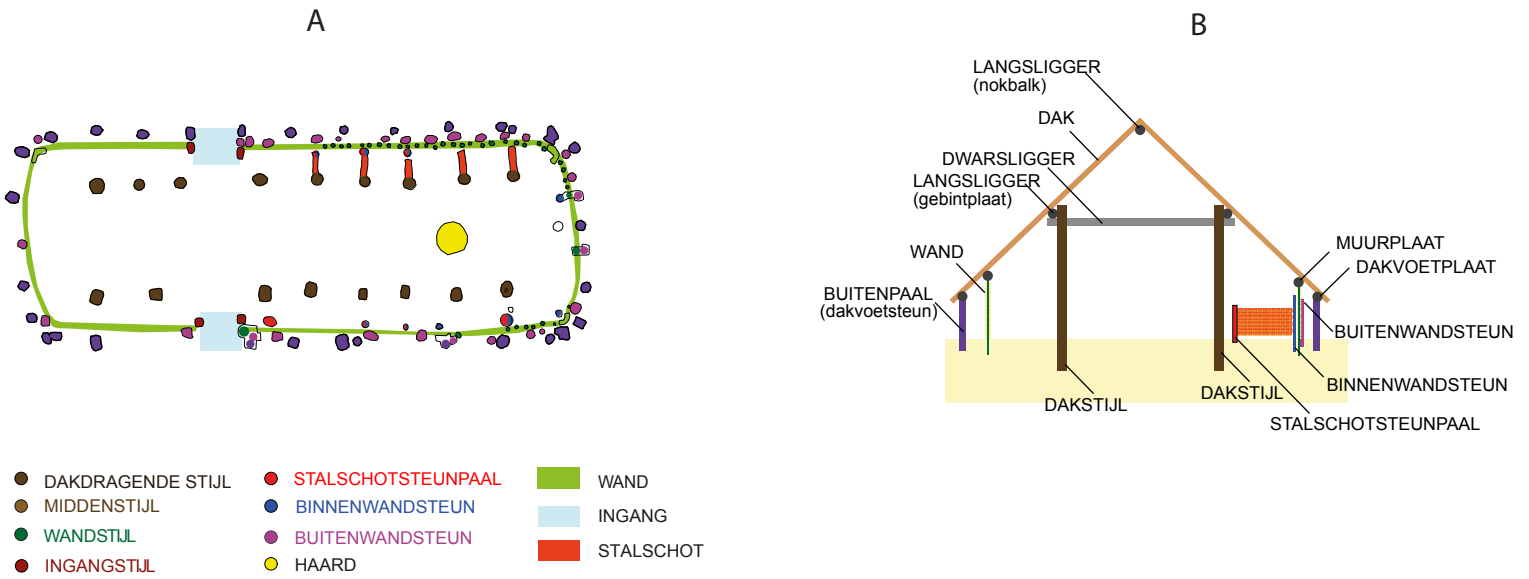 A
B
LANGSLIGGER
(nokbalk)
DAK
DWARSLIGGER
LANGSLIGGER
(gebintplaat)
WAND
MUURPLAAT
DAKVOETPLAAT
BUITENPAAL
(dakvoetsteun)
BUITENWANDSTEUN
BINNENWANDSTEUN
DAKSTIJL
DAKSTIJL
STALSCHOTSTEUNPAAL
DAKDRAGENDE STIJL
MIDDENSTIJL
WANDSTIJL
INGANGSTIJL
STALSCHOTSTEUNPAAL
BINNENWANDSTEUN
BUITENWANDSTEUN
HAARD
WAND
INGANG
STALSCHOT